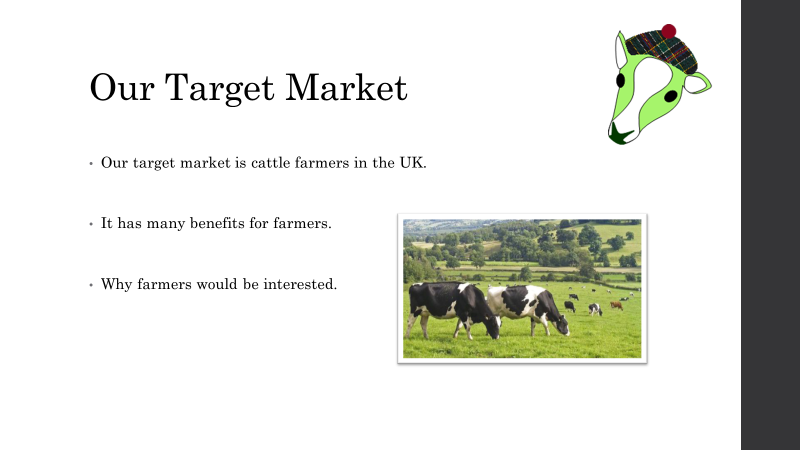 Our Target Market
• Our target market is cattle farmers in the UK.
• It has many benefits for farmers.
• Why farmers would be interested.